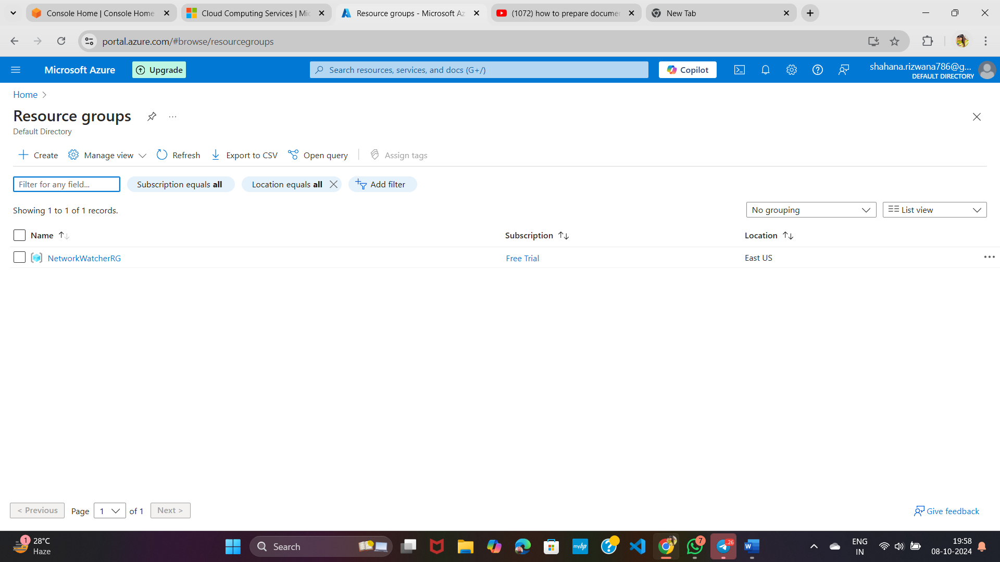 Console Home | Console Home
Cloud Computing Services | Mic
Resource groups - Microsoft Az
(1072) how to prepare documen
New Tab
portal.azure.com/#browse/resourcegroups
Microsoft Azure
Upgrade
Search resources, services, and docs (G+/)
Copilot
shahana.rizwana786@g...
DEFAULT DIRECTORY
Home
Resource groups
Default Directory
Create
Manage view
Refresh
Export to CSV
Open query
Assign tags
Filter for any field...
Subscription equals all
Location equals all
Add filter
Showing 1 to 1 of 1 records.
No grouping
List view
Name
Subscription
Location
NetworkWatcherRG
Free Trial
East US
< Previous
Page
1
of 1
Next >
Give feedback
1
28°C
Haze
Search
myhp
7
26
W
ENG
IN
19:58
08-10-2024